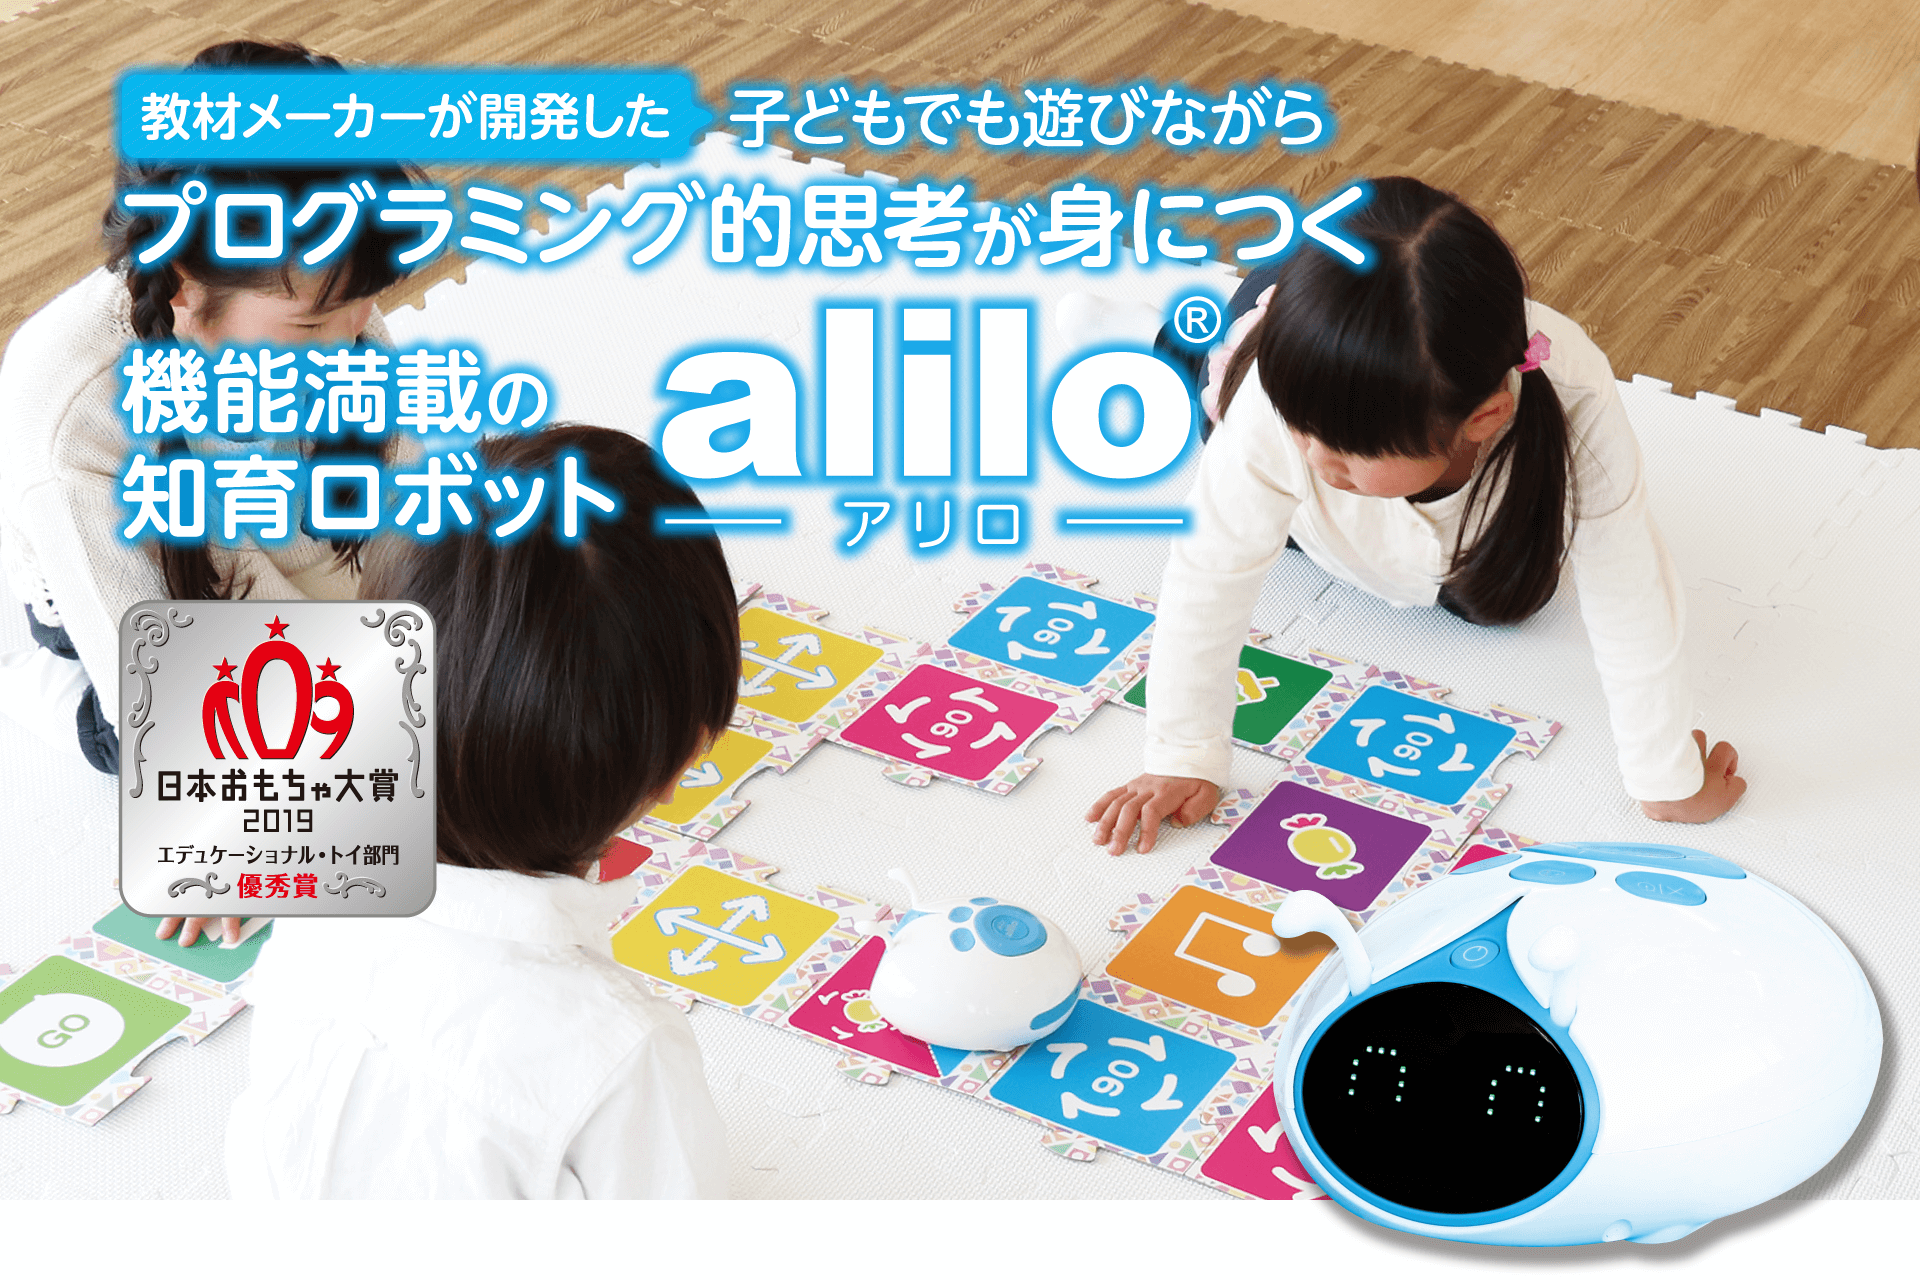 教材メーカーが開発した 子どもでも遊びながら
プログラミング的思考が身につく
機能満載の
知育ロボット
alilo®
アリロ
日本おもちゃ大賞
2019
エデュケーショナル・トイ部門
優秀賞
GO
GO
GO
GO
GO